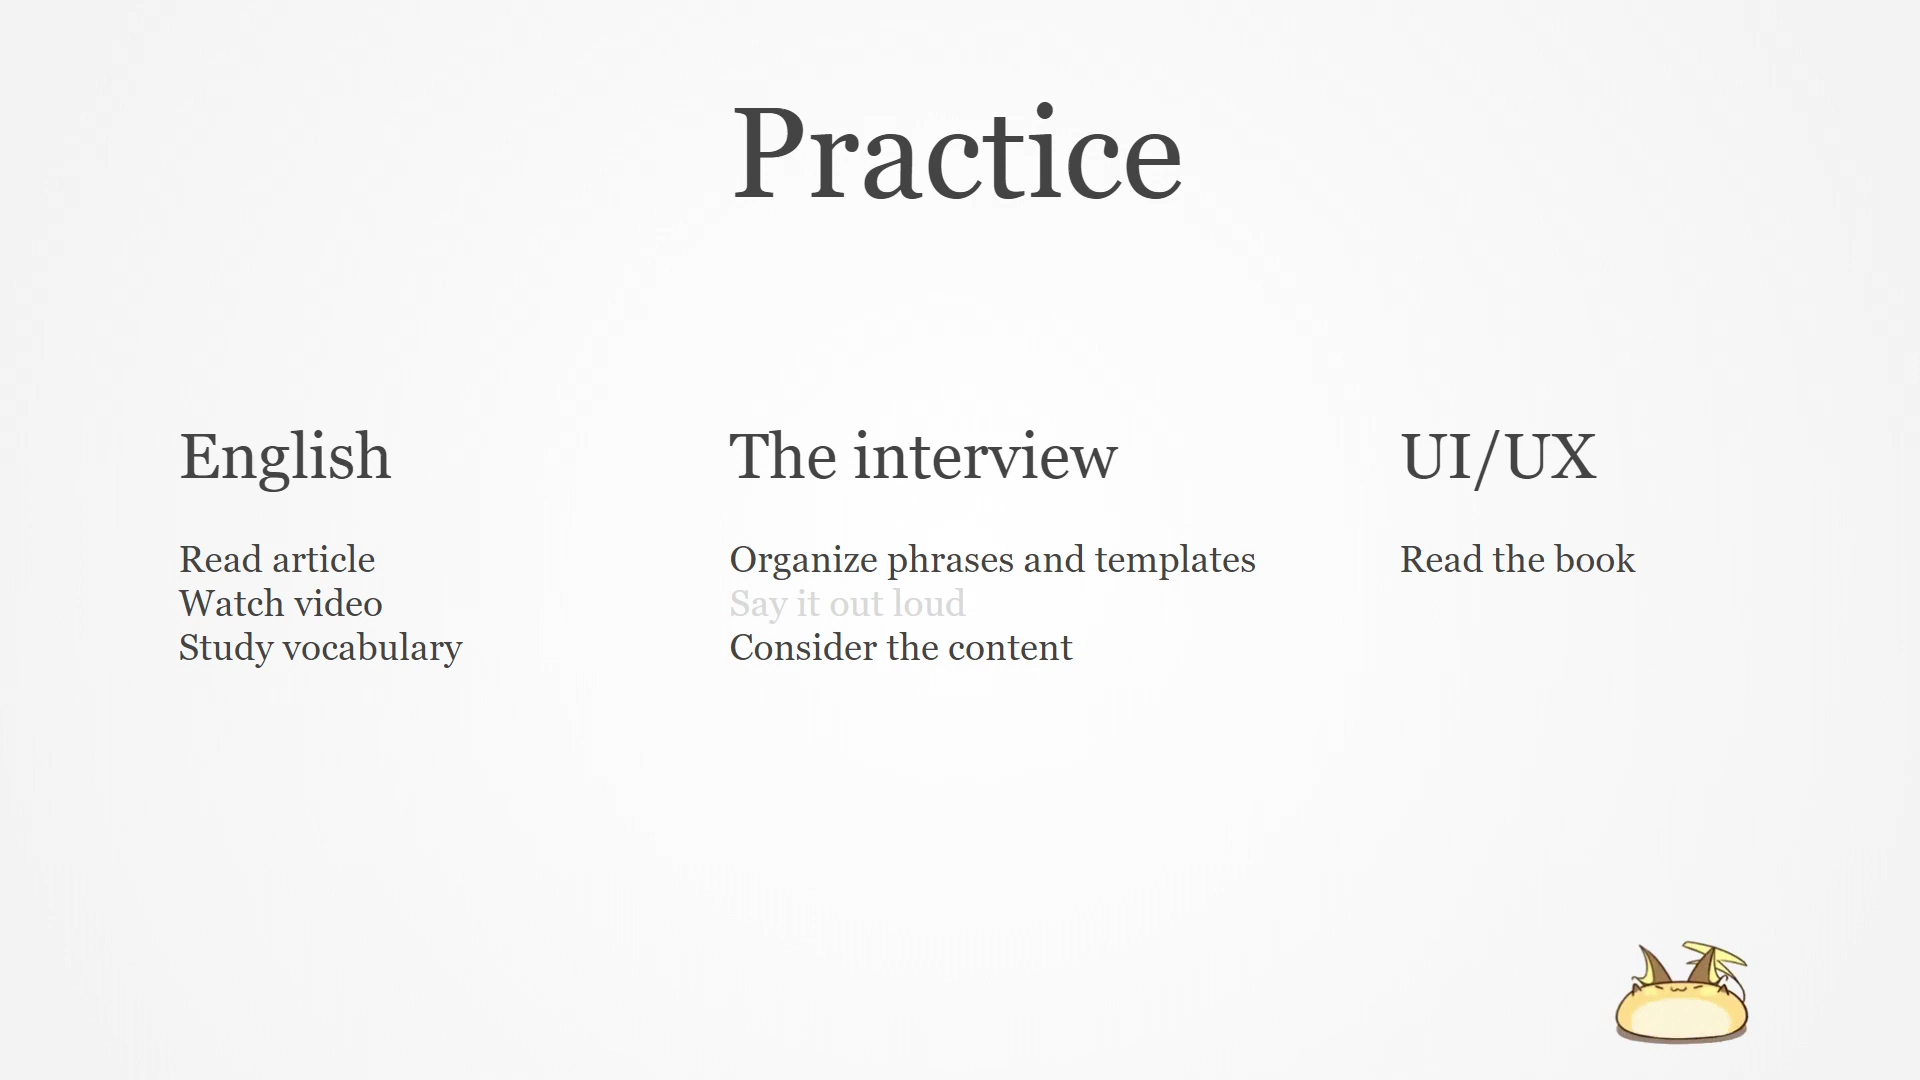 Practice
English
Read article
Watch video
Study vocabulary
The interview
Organize phrases and templates
Say it out loud
Consider the content
UI/UX
Read the book